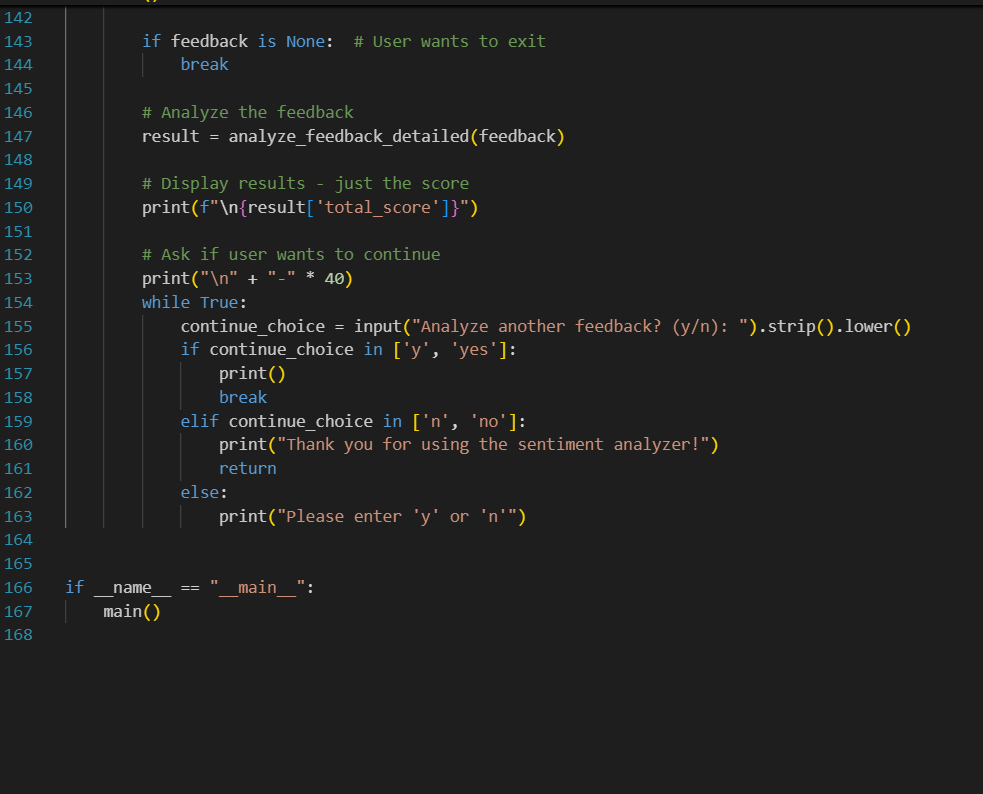 142
143 if feedback is None:  # User wants to exit
144 break
145
146 # Analyze the feedback
147 result = analyze_feedback_detailed(feedback)
148
149 # Display results - just the score
150 print(f"\n{result['total_score']}")
151
152 # Ask if user wants to continue
153 print("\n" + "-" * 40)
154 while True:
155 continue_choice = input("Analyze another feedback? (y/n): ").strip().lower()
156 if continue_choice in ['y', 'yes']:
157 print()
158 break
159 elif continue_choice in ['n', 'no']:
160 print("Thank you for using the sentiment analyzer!")
161 return
162 else:
163 print("Please enter 'y' or 'n'")
164
165
166 if __name__ == "__main__":
167 main()
168